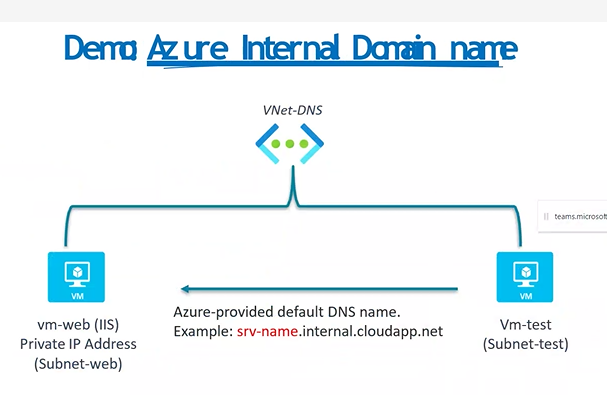 Demo: Azure Internal Domain name
VNet-DNS
teams.microsoft
VM
VM
Azure-provided default DNS name.
Example: srv-name.internal.cloudapp.net
vm-web (IIS)
Private IP Address
(Subnet-web)
Vm-test
(Subnet-test)